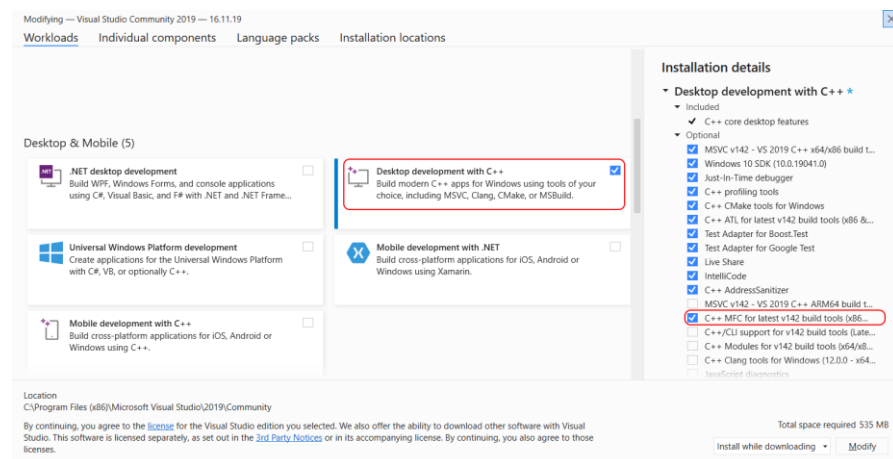 Modifying — Visual Studio Community 2019 — 16.11.19
Workloads Individual components Language packs Installation locations
Desktop & Mobile (5)
.NET desktop development
Build WPF, Windows Forms, and console applications
using C#, Visual Basic, and F# with .NET and .NET Frame...
Desktop development with C++
Build modern C++ apps for Windows using tools of your
choice, including MSVC, Clang, CMake, or MSBuild.
Universal Windows Platform development
Create applications for the Universal Windows Platform
with C#, VB, or optionally C++.
Mobile development with .NET
Build cross-platform applications for iOS, Android or
Windows using Xamarin.
Mobile development with C++
Build cross-platform applications for iOS, Android or
Windows using C++.
Installation details
Desktop development with C++ *
Included
C++ core desktop features
Optional
MSVC v142 - VS 2019 C++ x64/x86 build t...
Windows 10 SDK (10.0.19041.0)
Just-In-Time debugger
C++ profiling tools
C++ CMake tools for Windows
C++ ATL for latest v142 build tools (x86 &...
Test Adapter for Boost.Test
Test Adapter for Google Test
Live Share
IntelliCode
C++ AddressSanitizer
MSVC v142 - VS 2019 C++ ARM64 build t...
C++ MFC for latest v142 build tools (x86...
C++/CLI support for v142 build tools (Late...
C++ Modules for v142 build tools (x64/x8...
C++ Clang tools for Windows (12.0.0 - x64...
JavaScript diagnostics
Location
C:\Program Files (x86)\Microsoft Visual Studio\2019\Community
By continuing, you agree to the license for the Visual Studio edition you selected. We also offer the ability to download other software with Visual
Studio. This software is licensed separately, as set out in the 3rd Party Notices or in its accompanying license. By continuing, you also agree to those
licenses.
Total space required 535 MB
Install while downloading Modify